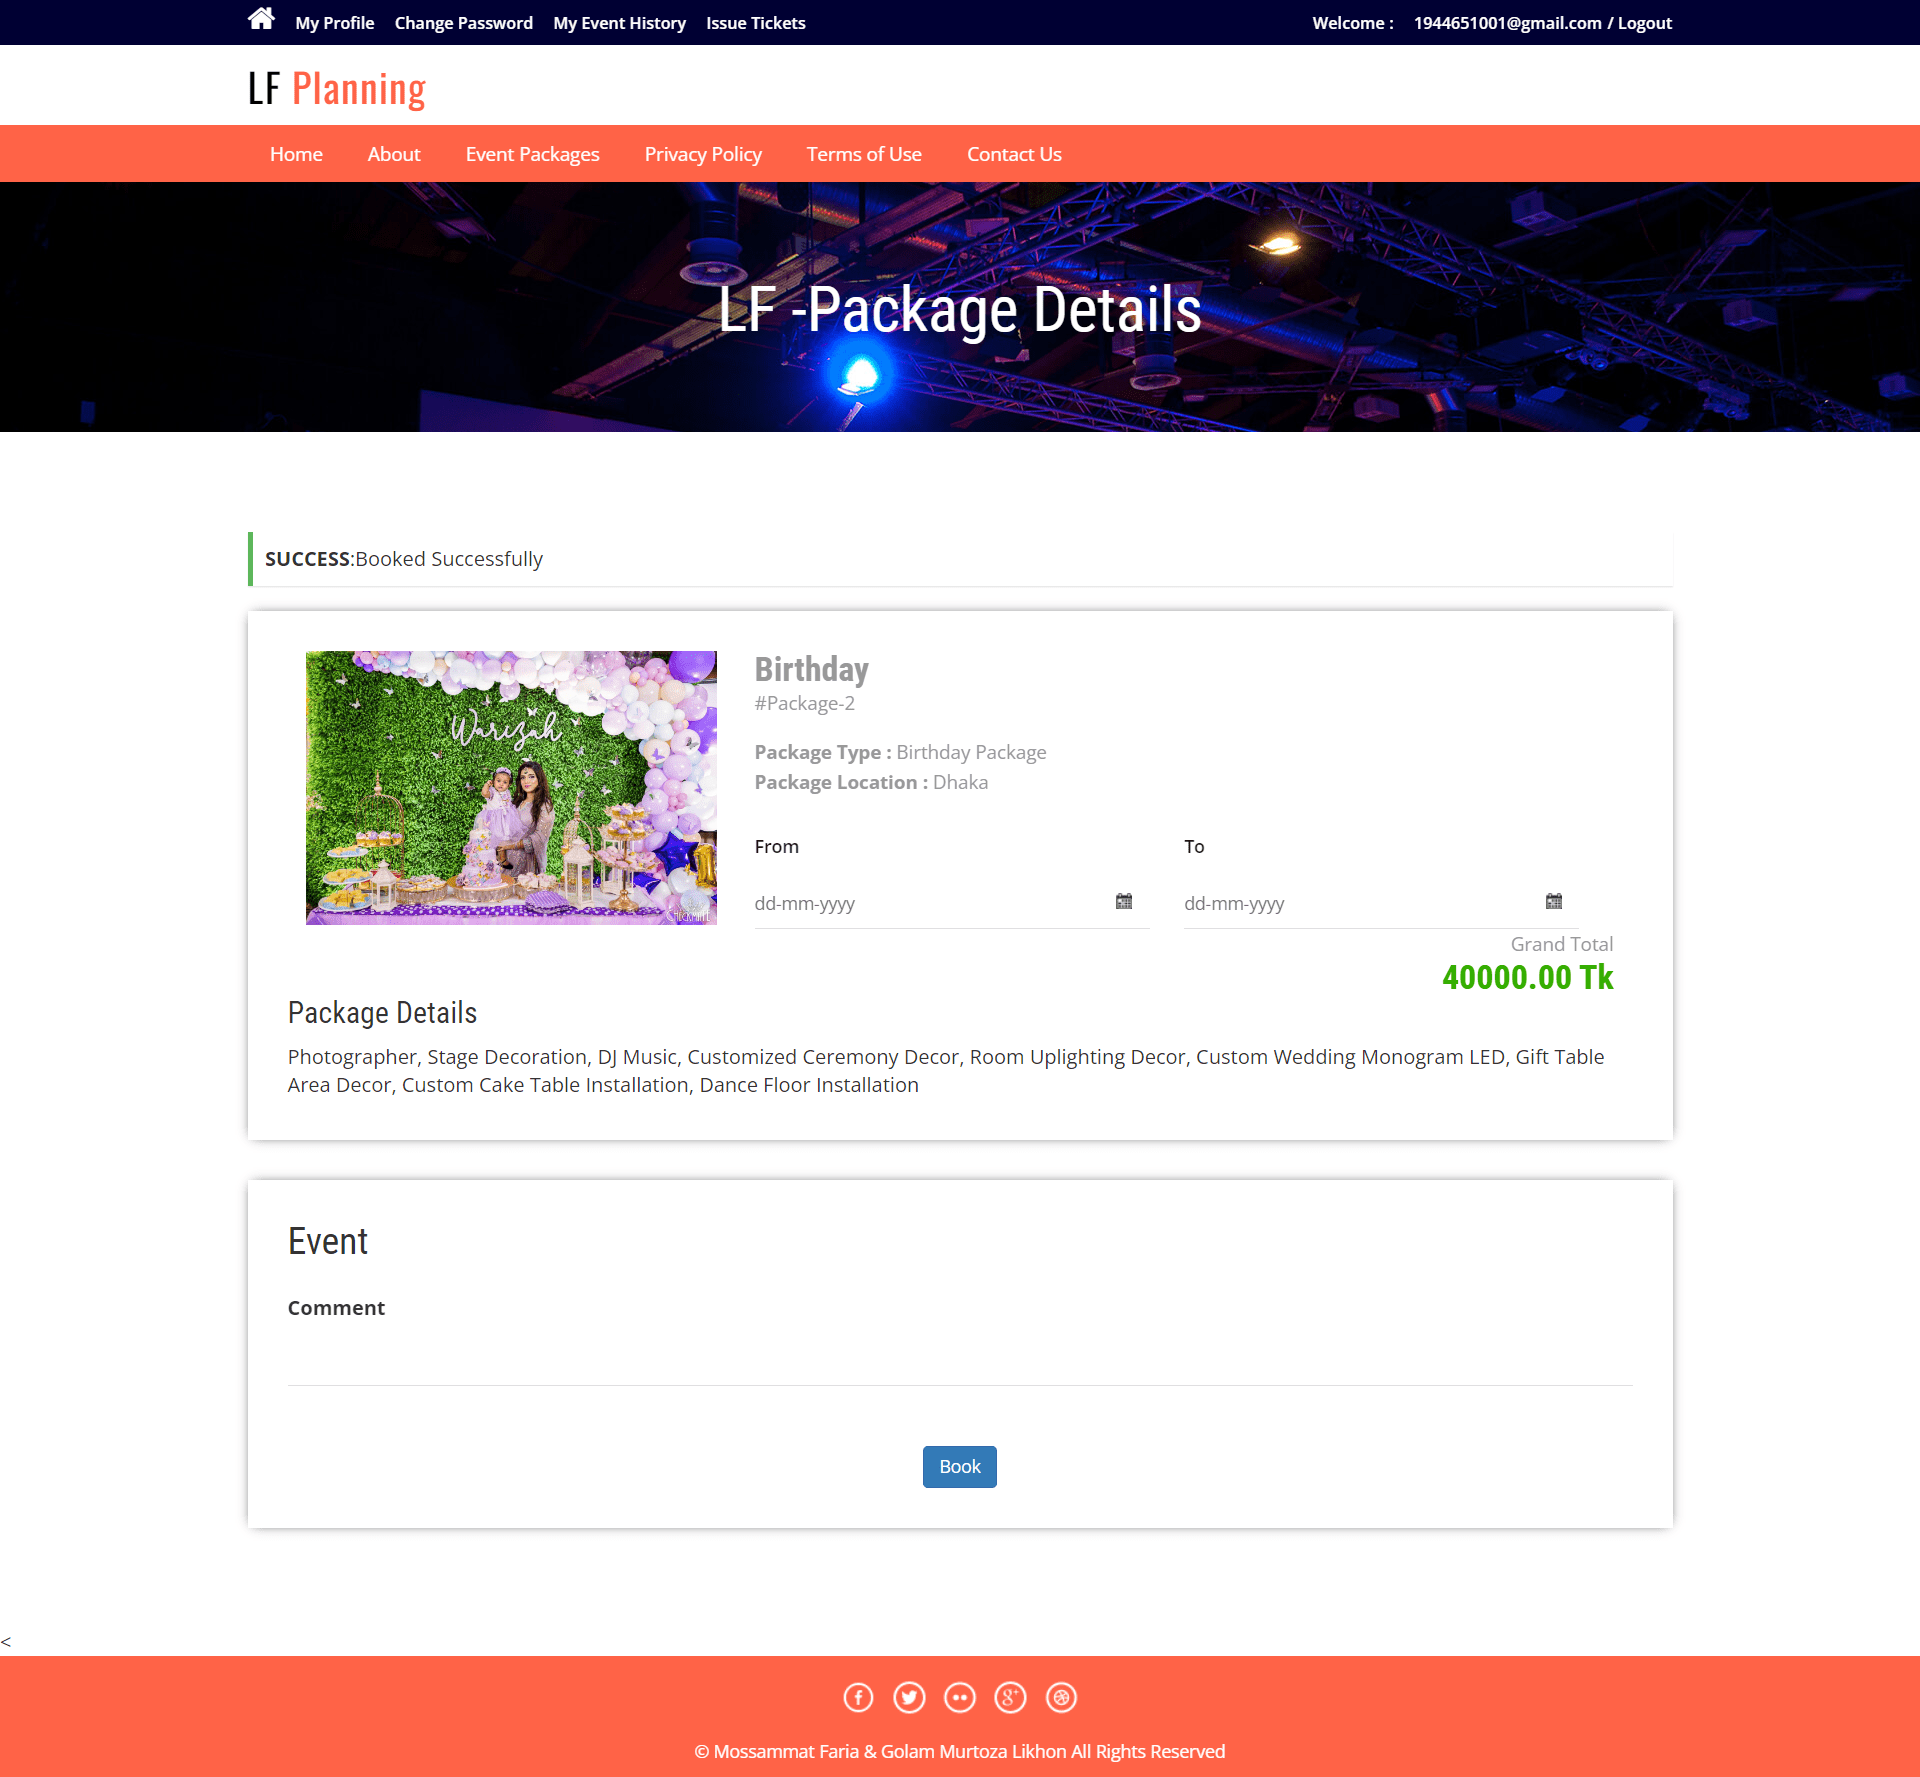 My Profile Change Password My Event History Issue Tickets Welcome : 1944651001@gmail.com / Logout
LF Planning
Home About Event Packages Privacy Policy Terms of Use Contact Us
LF -Package Details
SUCCESS:Booked Successfully
Warizah
CHECKMATE
Birthday
#Package-2
Package Type : Birthday Package
Package Location : Dhaka
From To
dd-mm-yyyy dd-mm-yyyy
Grand Total
40000.00 Tk
Package Details
Photographer, Stage Decoration, DJ Music, Customized Ceremony Decor, Room Uplighting Decor, Custom Wedding Monogram LED, Gift Table
Area Decor, Custom Cake Table Installation, Dance Floor Installation
Event
Comment
Book
<
© Mossammat Faria & Golam Murtoza Likhon All Rights Reserved